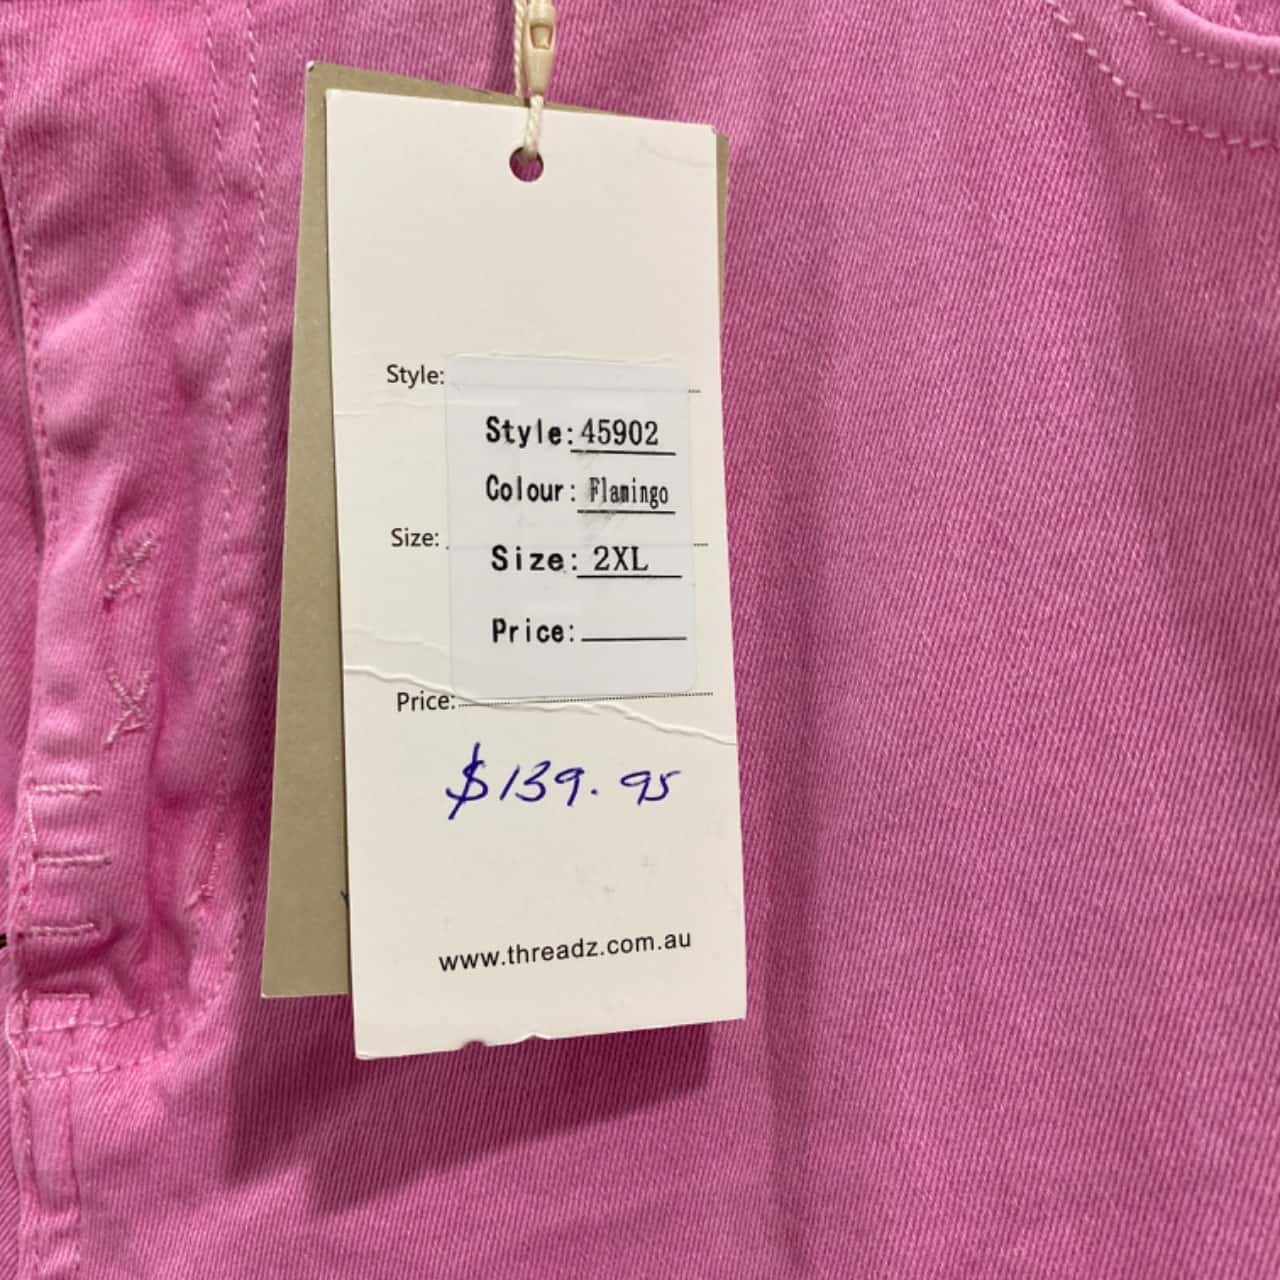 Style:
Style: 45902
Colour: Flamingo
Size:
Size: 2XL
Price:
Price:
$139.95
www.threadz.com.au